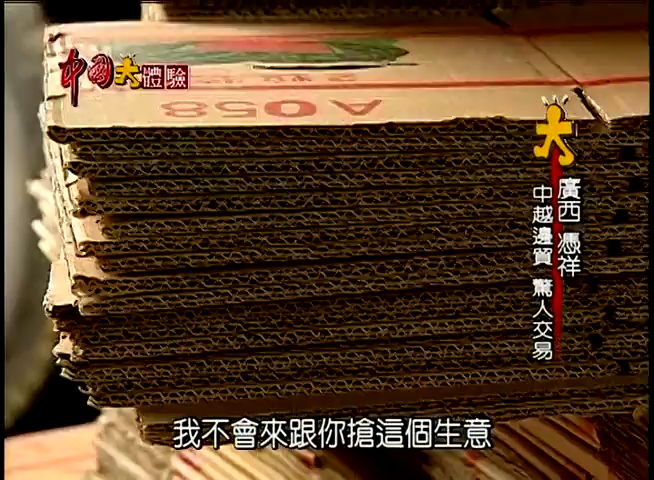 中國大體驗
A058
大
廣西 憑祥
中越邊貿 驚人交易
我不會來跟你搶這個生意